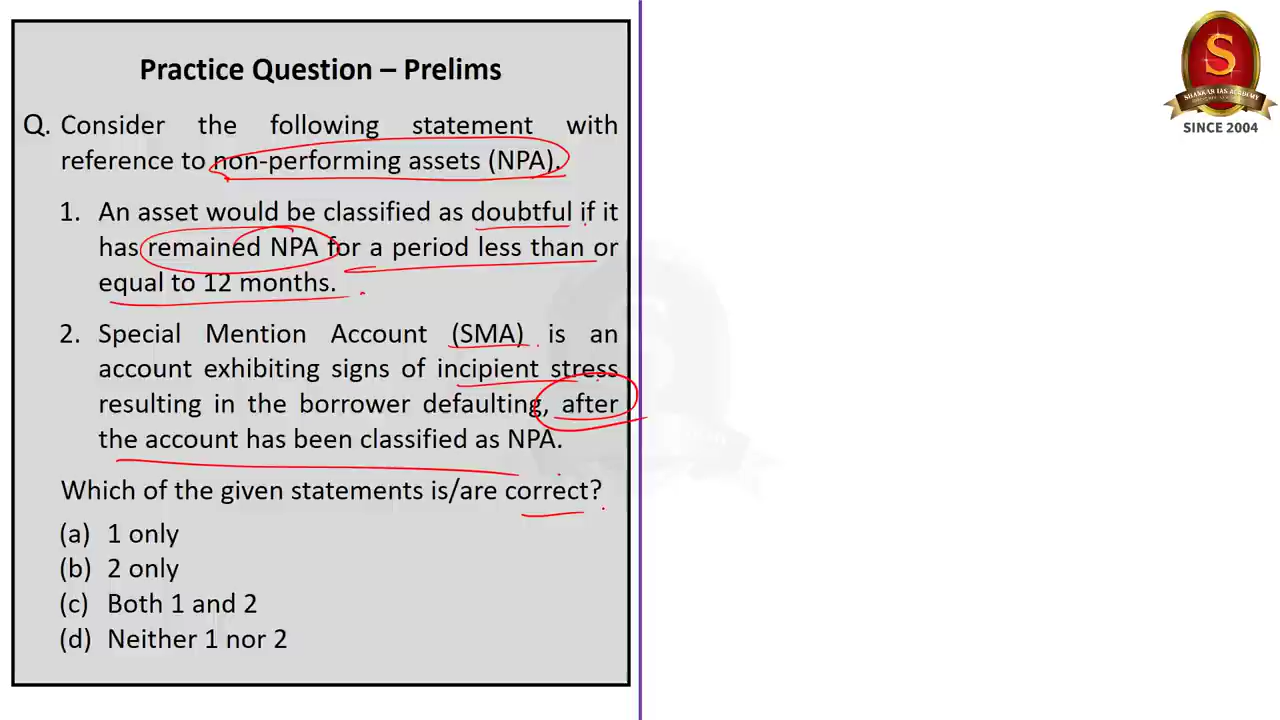 Practice Question – Prelims
Q. Consider the following statement with
reference to non-performing assets (NPA).
1. An asset would be classified as doubtful if it
has remained NPA for a period less than or
equal to 12 months.
2. Special Mention Account (SMA) is an
account exhibiting signs of incipient stress
resulting in the borrower defaulting, after
the account has been classified as NPA.
Which of the given statements is/are correct?
(a) 1 only
(b) 2 only
(c) Both 1 and 2
(d) Neither 1 nor 2
S
SHANKAR IAS ACADEMY
SINCE 2004